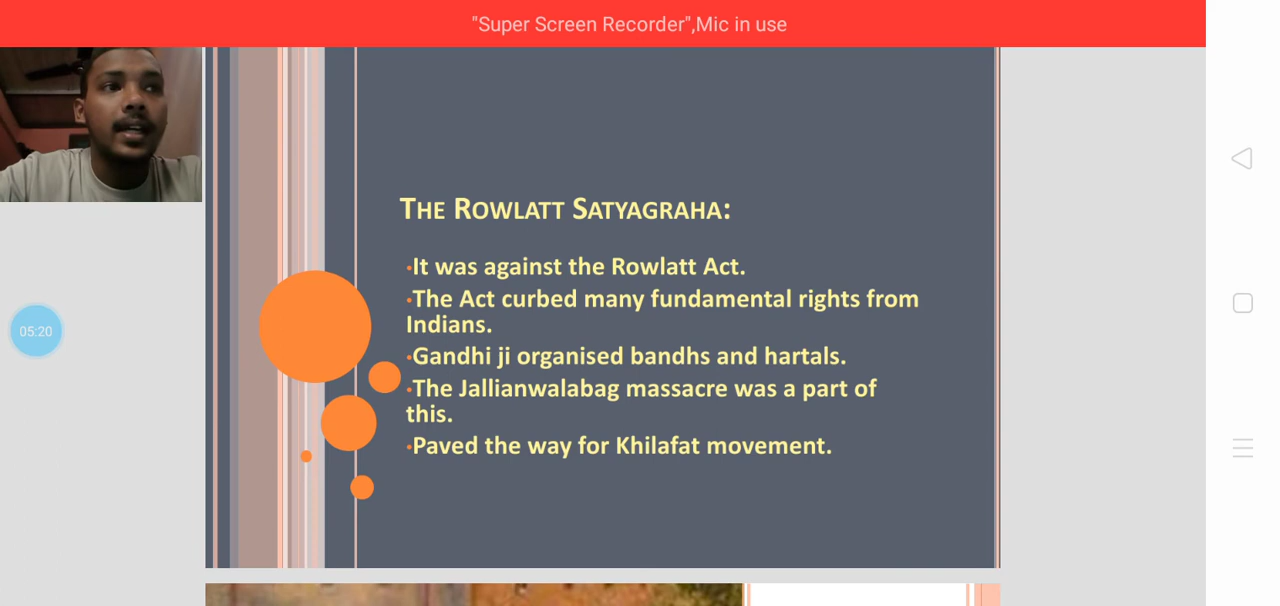 "Super Screen Recorder",Mic in use
THE ROWLATT SATYAGRAHA:
•It was against the Rowlatt Act.
•The Act curbed many fundamental rights from
Indians.
•Gandhi ji organised bandhs and hartals.
•The Jallianwalabag massacre was a part of
this.
•Paved the way for Khilafat movement.
05:20